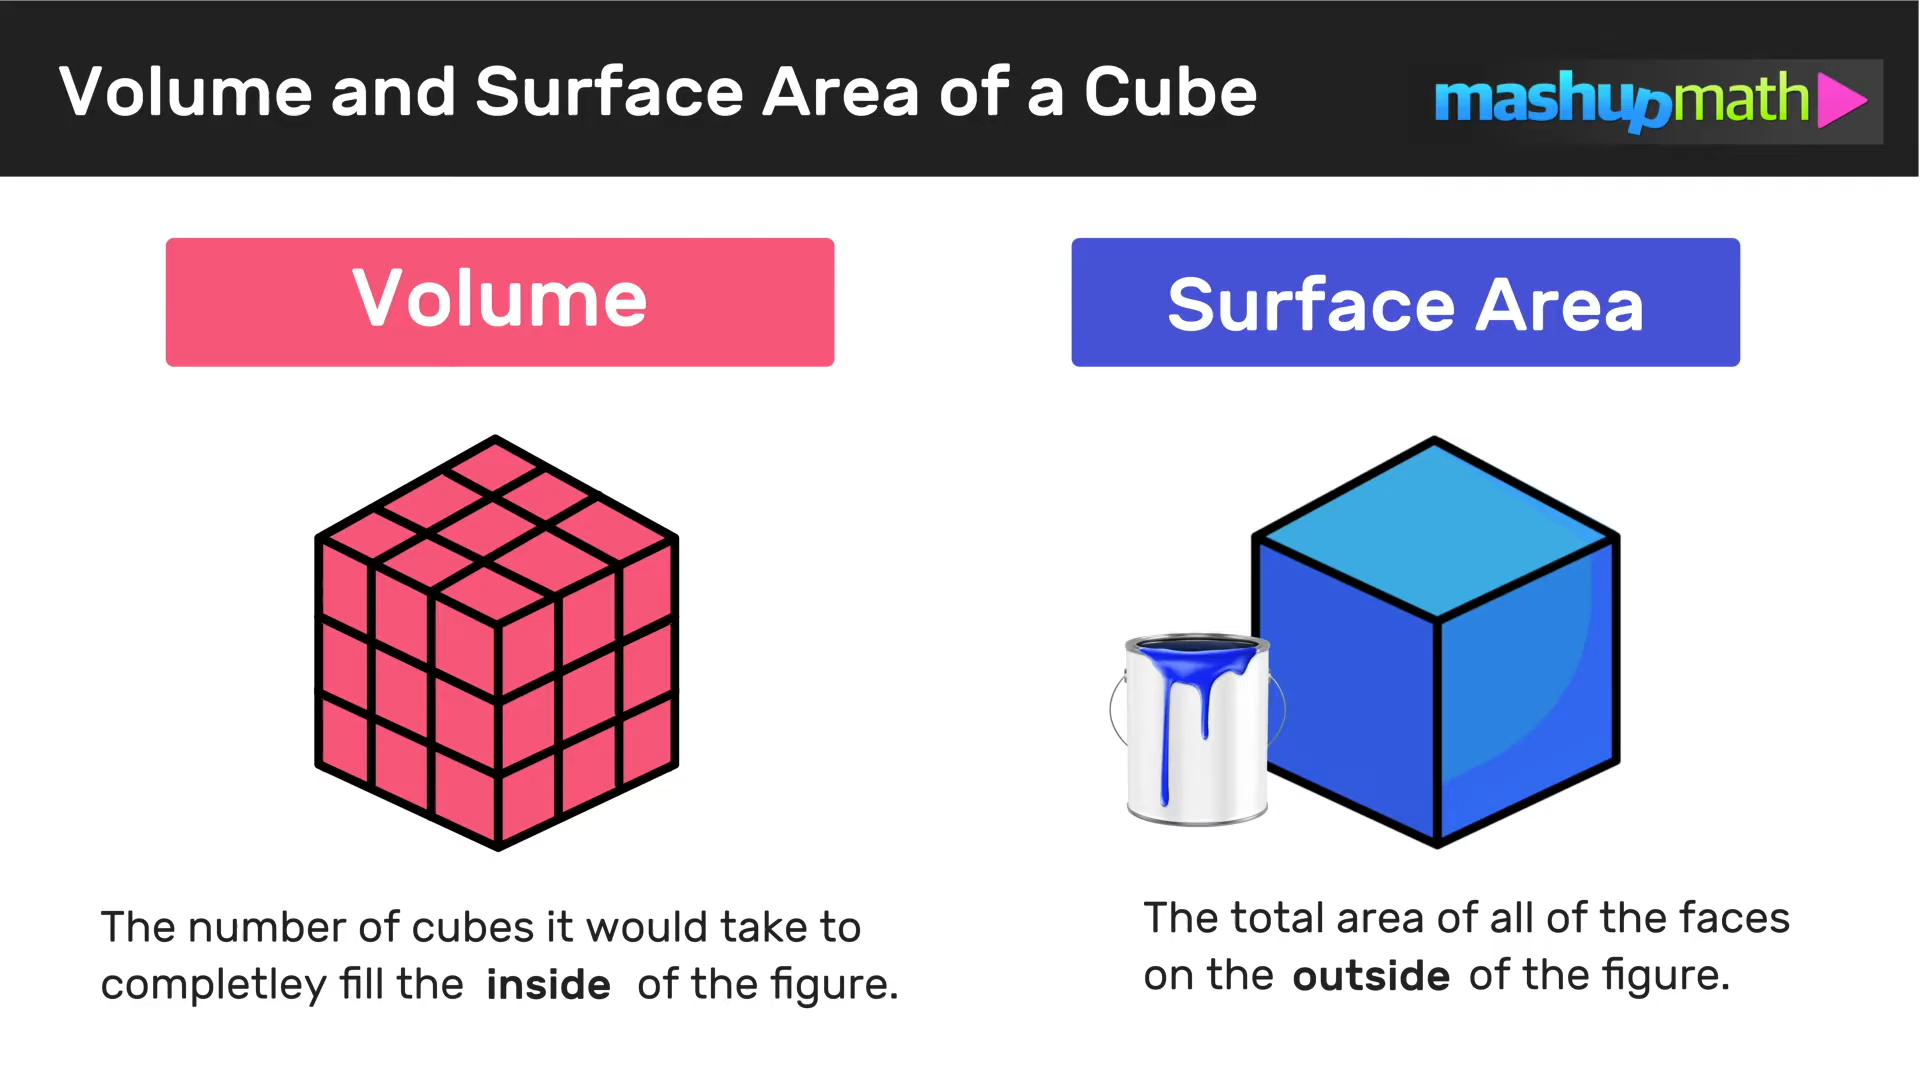 Volume and Surface Area of a Cube
mashupmath
Volume
Surface Area
The number of cubes it would take to
completley fill the inside of the figure.
The total area of all of the faces
on the outside of the figure.